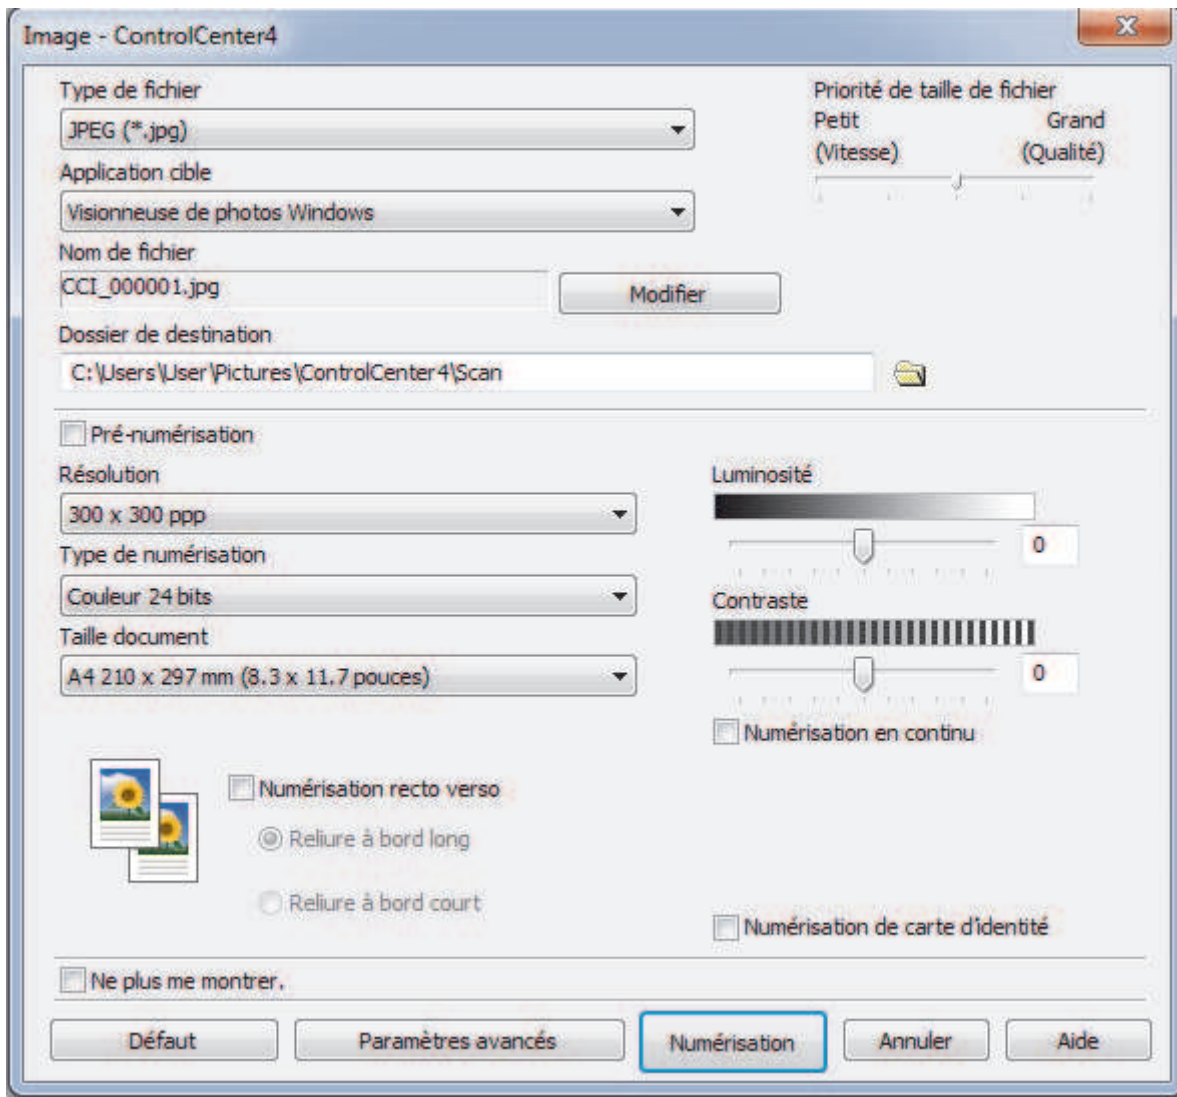 Image - ControlCenter4
Type de fichier
JPEG (*.jpg)
Application cible
Visionneuse de photos Windows
Nom de fichier
CCI_000001.jpg
Modifier
Dossier de destination
C:\Users\User\Pictures\ControlCenter4\Scan
Priorité de taille de fichier
Petit Grand
(Vitesse) (Qualité)
Pré-numérisation
Résolution
300 x 300 ppp
Type de numérisation
Couleur 24 bits
Taille document
A4 210 x 297 mm (8.3 x 11.7 pouces)
Luminosité
0
Contraste
0
Numérisation en continu
Numérisation recto verso
Reliure à bord long
Reliure à bord court
Numérisation de carte d'identité
Ne plus me montrer.
Défaut Paramètres avancés Numérisation Annuler Aide